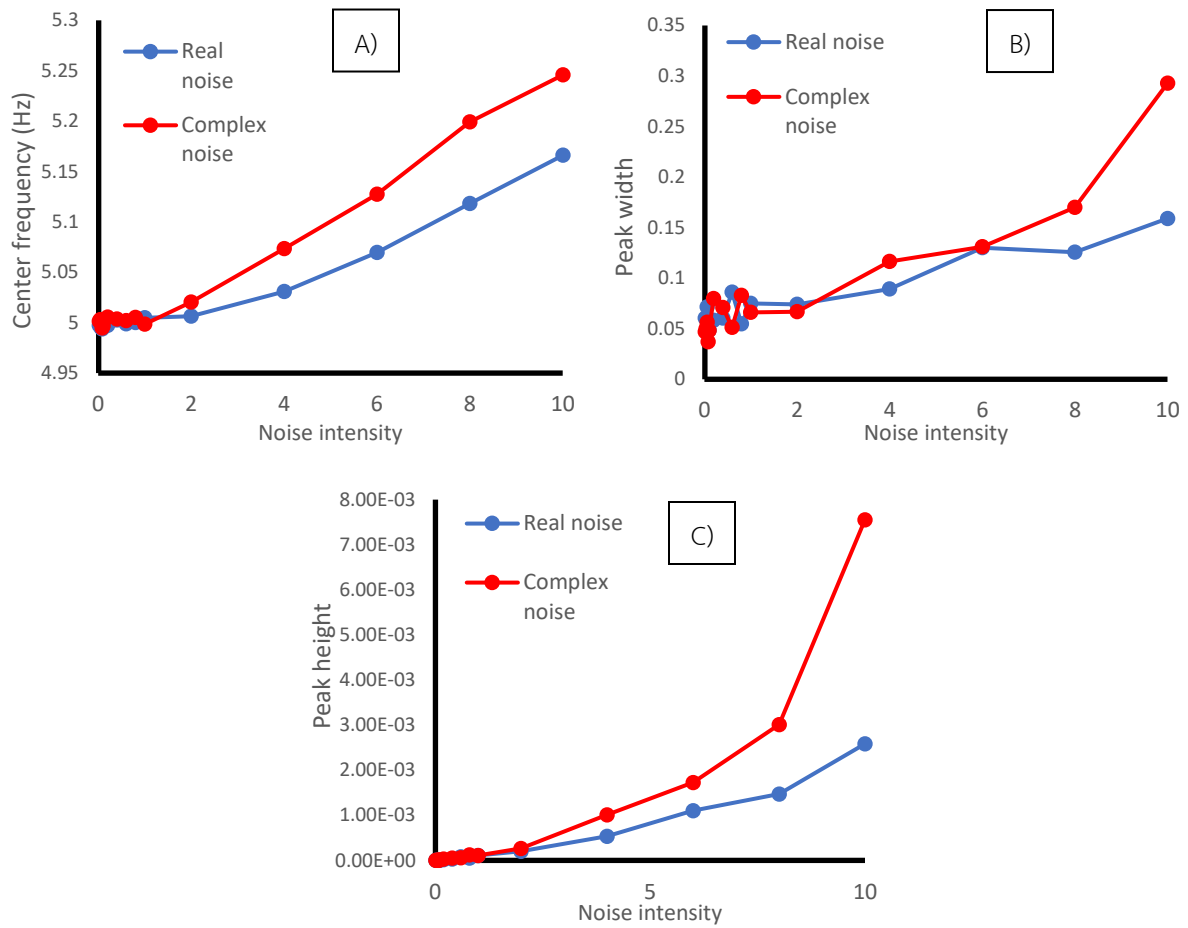 A)
Real
noise
Complex
noise
5.3
5.25
5.2
5.15
5.1
5.05
5
4.95
Center frequency (Hz)
0 2 4 6 8 10
Noise intensity
B)
Real noise
Complex
noise
0.35
0.3
0.25
0.2
0.15
0.1
0.05
0
Peak width
0 2 4 6 8 10
Noise intensity
C)
Real noise
Complex
noise
8.00E-03
7.00E-03
6.00E-03
5.00E-03
4.00E-03
3.00E-03
2.00E-03
1.00E-03
0.00E+00
Peak height
0 5 10
Noise intensity